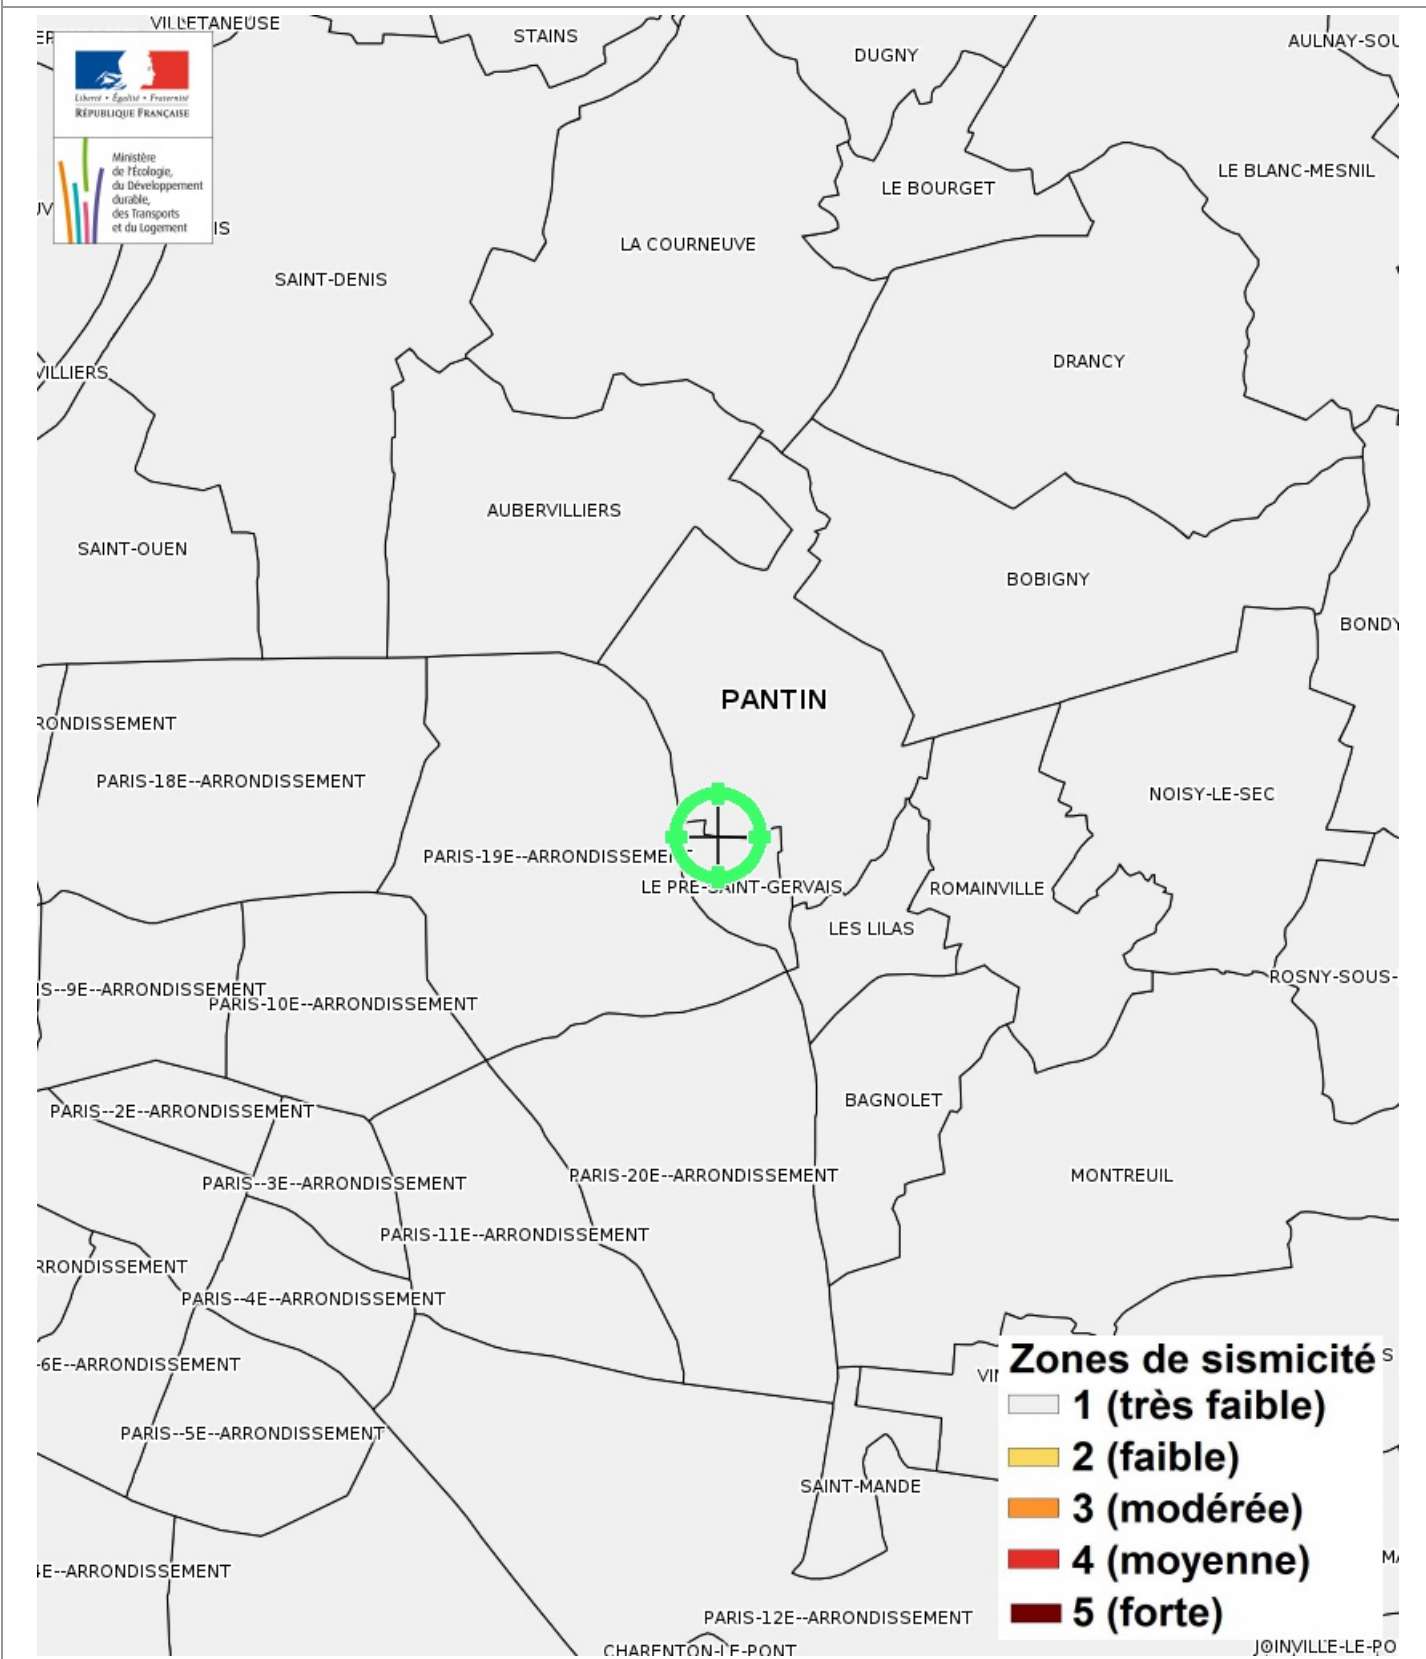 VILLETANEUSE
STAINS
DUGNY
AULNAY-SOU
Liberté • Égalité • Fraternité
RÉPUBLIQUE FRANÇAISE
Ministère
de l'Écologie,
du Développement
durable,
des Transports
et du Logement
LE BLANC-MESNIL
LE BOURGET
IS
LA COURNEUVE
SAINT-DENIS
DRANCY
VILLIERS
AUBERVILLIERS
SAINT-OUEN
BOBIGNY
BONDY
PANTIN
RONDISSEMENT
PARIS-18E--ARRONDISSEMENT
NOISY-LE-SEC
PARIS-19E--ARRONDISSEMENT
LE PRE-SAINT-GERVAIS
ROMAINVILLE
LES LILAS
ROSNY-SOUS-
IS--9E--ARRONDISSEMENT
PARIS-10E--ARRONDISSEMENT
BAGNOLET
PARIS--2E--ARRONDISSEMENT
PARIS-20E--ARRONDISSEMENT
MONTREUIL
PARIS--3E--ARRONDISSEMENT
PARIS-11E--ARRONDISSEMENT
RRONDISSEMENT
PARIS--4E--ARRONDISSEMENT
-6E--ARRONDISSEMENT
VIN
S
Zones de sismicité
1 (très faible)
2 (faible)
3 (modérée)
4 (moyenne)
5 (forte)
PARIS--5E--ARRONDISSEMENT
SAINT-MANDE
4E--ARRONDISSEMENT
MA
PARIS-12E--ARRONDISSEMENT
CHARENTON-LE-PONT
JOINVILLE-LE-PO